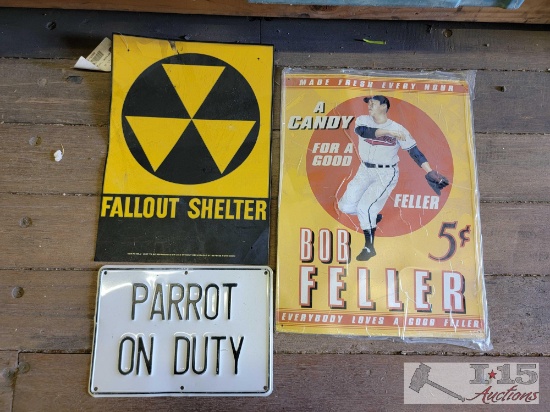 FALLOUT SHELTER
PARROT
ON DUTY
MADE FRESH EVERY HOUR
A
CANDY
FOR A
GOOD
FELLER
5¢
BOB
FELLER
EVERYBODY LOVES A GOOD FELLER
I★15
Auctions